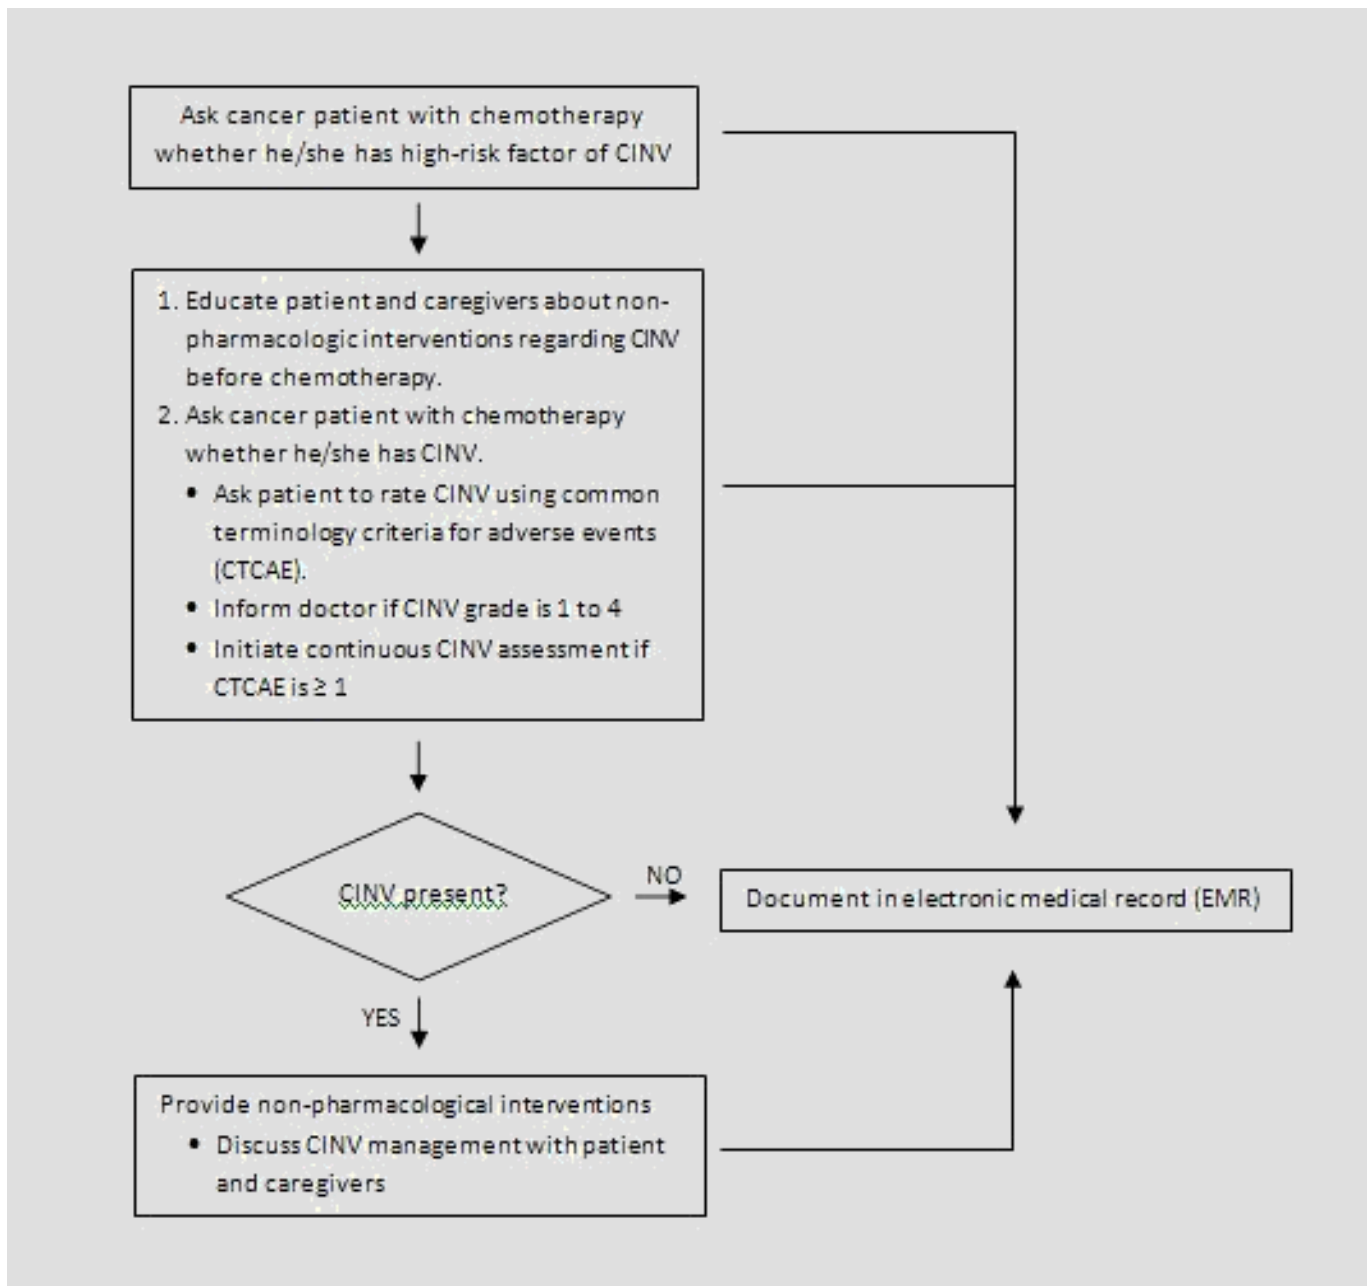 Ask cancer patient with chemotherapy
whether he/she has high-risk factor of CINV
1. Educate patient and caregivers about non-
pharmacologic interventions regarding CINV
before chemotherapy.
2. Ask cancer patient with chemotherapy
whether he/she has CINV.
• Ask patient to rate CINV using common
terminology criteria for adverse events
(CTCAE).
• Inform doctor if CINV grade is 1 to 4
• Initiate continuous CINV assessment if
CTCAE is ≥ 1
CINV present?
NO
Document in electronic medical record (EMR)
YES
Provide non-pharmacological interventions
• Discuss CINV management with patient
and caregivers